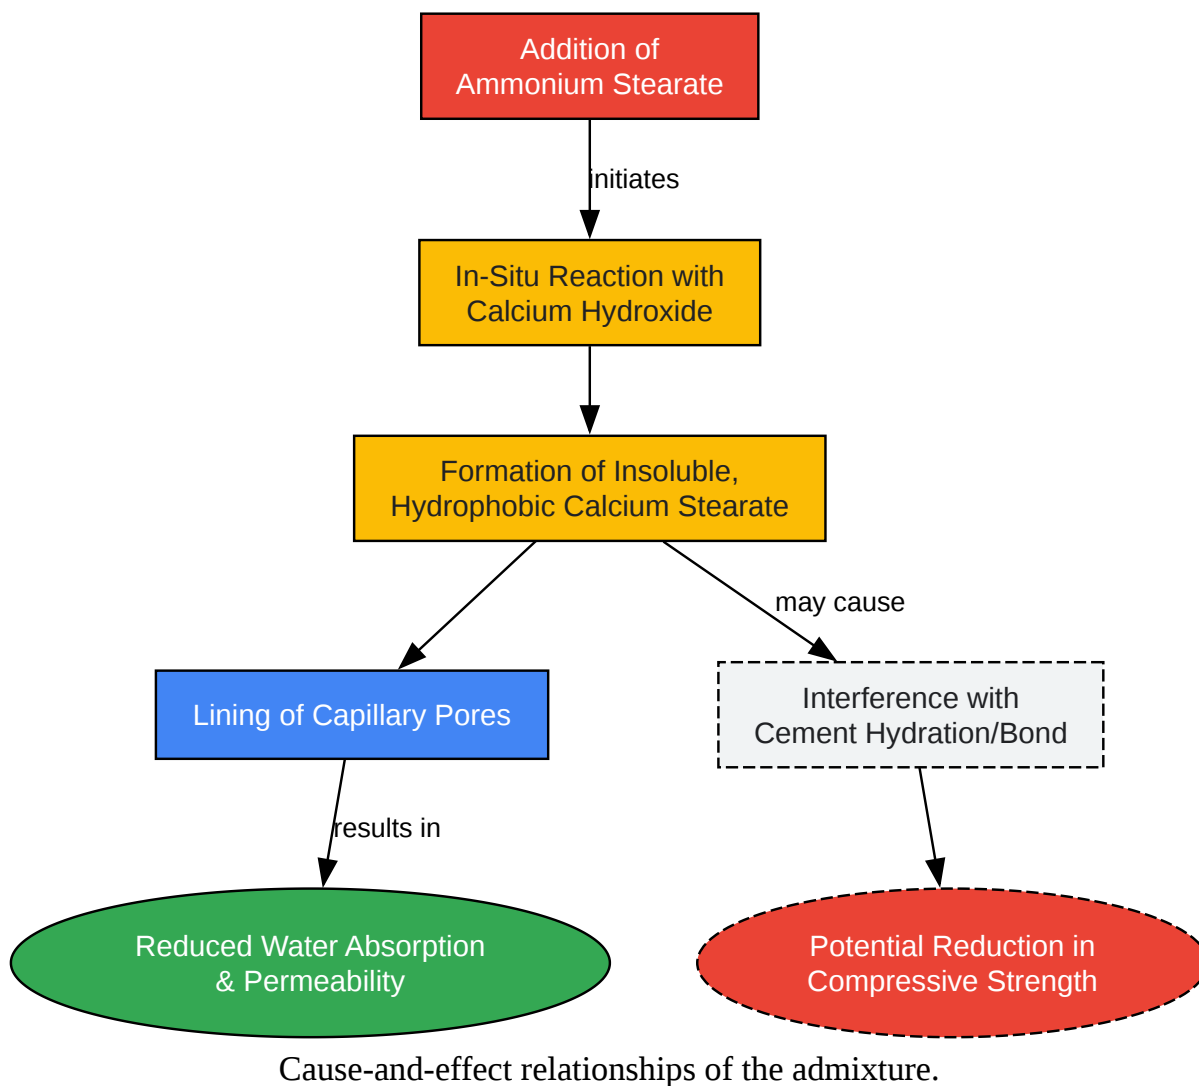 Addition of
Ammonium Stearate
initiates
In-Situ Reaction with
Calcium Hydroxide
Formation of Insoluble,
Hydrophobic Calcium Stearate
may cause
Lining of Capillary Pores
Interference with
Cement Hydration/Bond
results in
Reduced Water Absorption
& Permeability
Potential Reduction in
Compressive Strength
Cause-and-effect relationships of the admixture.